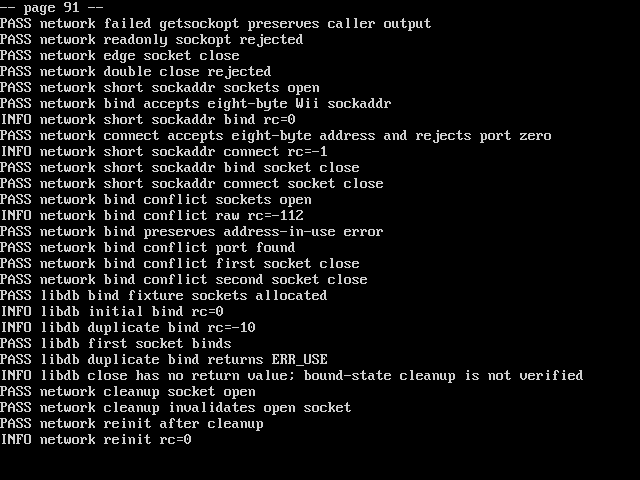 -- page 91 --
PASS network failed getsockopt preserves caller output
PASS network readonly sockopt rejected
PASS network edge socket close
PASS network double close rejected
PASS network short sockaddr sockets open
PASS network bind accepts eight-byte Wii sockaddr
INFO network short sockaddr bind rc=0
PASS network connect accepts eight-byte address and rejects port zero
INFO network short sockaddr connect rc=-1
PASS network short sockaddr bind socket close
PASS network short sockaddr connect socket close
PASS network bind conflict sockets open
INFO network bind conflict raw rc=-112
PASS network bind preserves address-in-use error
PASS network bind conflict port found
PASS network bind conflict first socket close
PASS network bind conflict second socket close
PASS libdb bind fixture sockets allocated
INFO libdb initial bind rc=0
INFO libdb duplicate bind rc=-10
PASS libdb first socket binds
PASS libdb duplicate bind returns ERR_USE
INFO libdb close has no return value; bound-state cleanup is not verified
PASS network cleanup socket open
PASS network cleanup invalidates open socket
PASS network reinit after cleanup
INFO network reinit rc=0